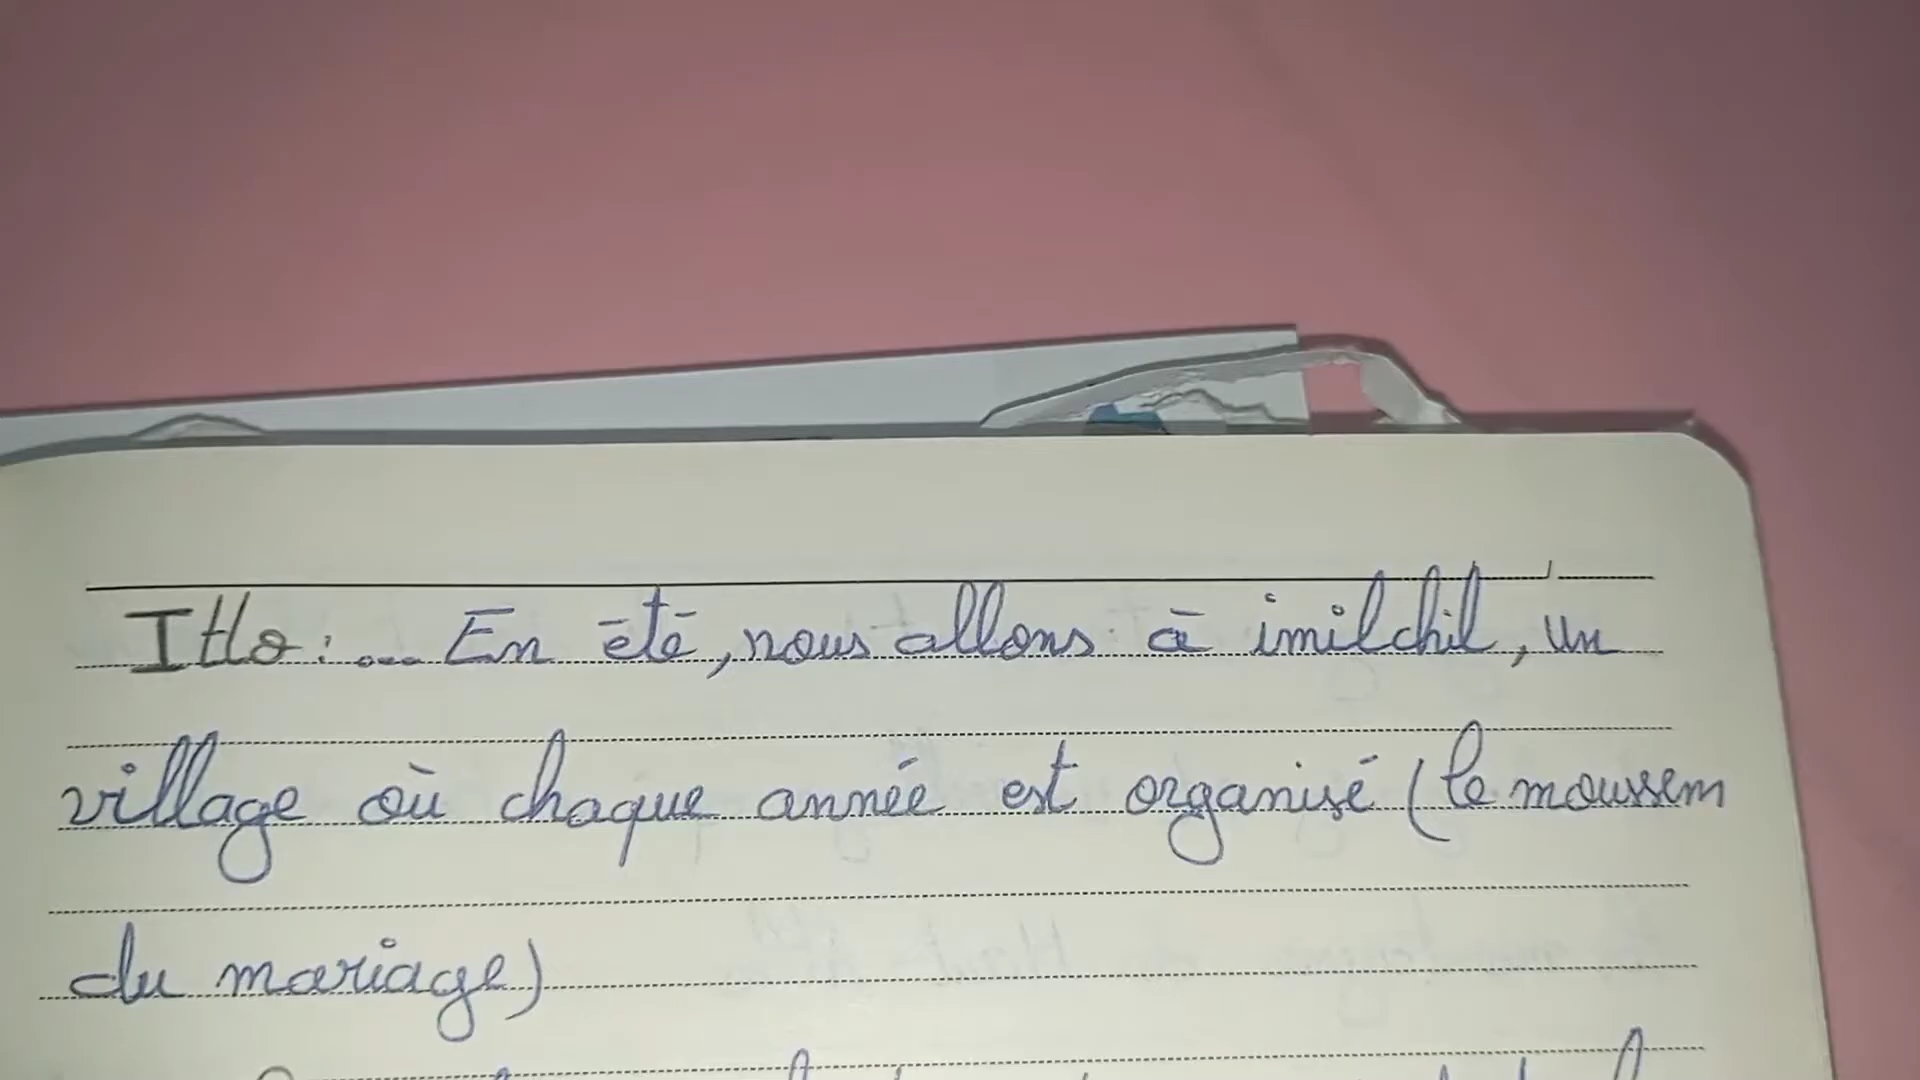 Itto: ... En été, nous allons à imilchil, un
village où chaque année est organisé (le moussem
du mariage)